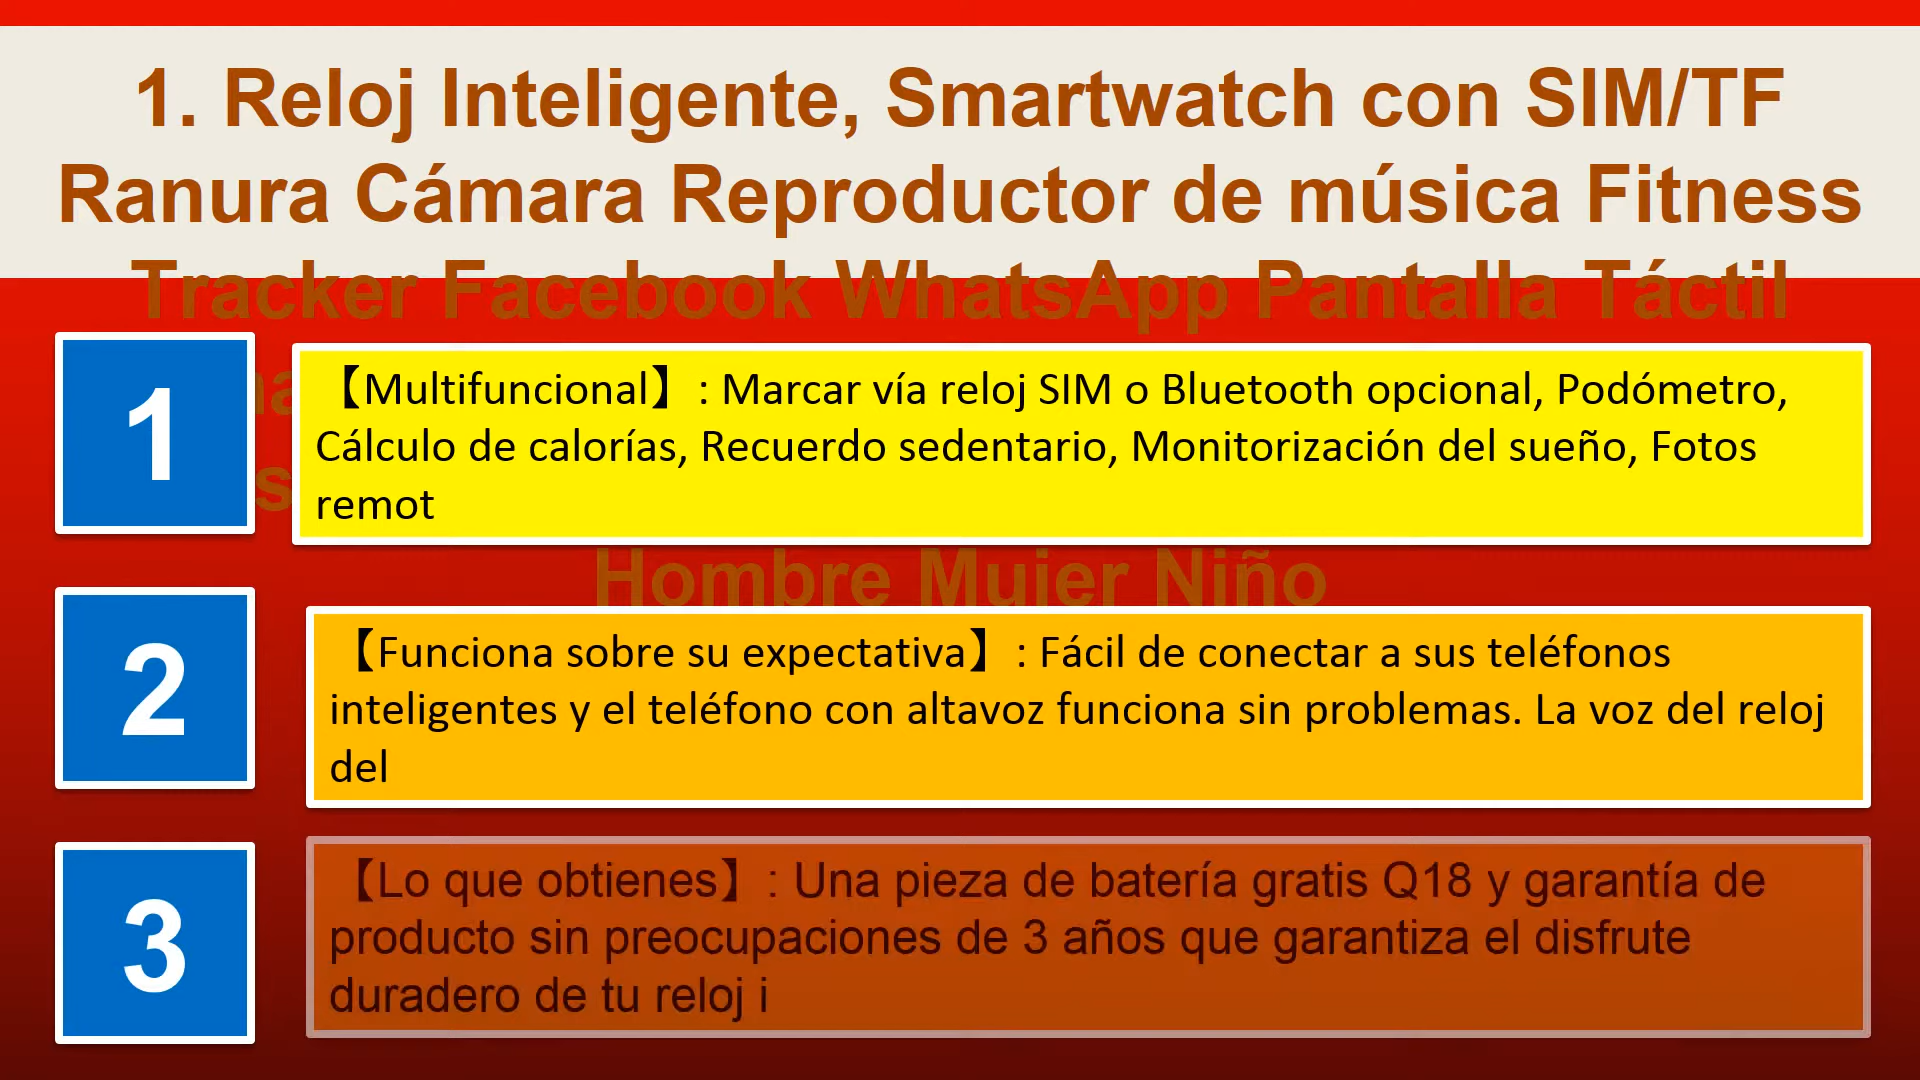 1. Reloj Inteligente, Smartwatch con SIM/TF
Ranura Cámara Reproductor de música Fitness
Tracker Facebook WhatsApp Pantalla Táctil
1
【Multifuncional】 : Marcar vía reloj SIM o Bluetooth opcional, Podómetro,
Cálculo de calorías, Recuerdo sedentario, Monitorización del sueño, Fotos
remot
Hombre Mujer Niño
2
【Funciona sobre su expectativa】 : Fácil de conectar a sus teléfonos
inteligentes y el teléfono con altavoz funciona sin problemas. La voz del reloj
del
3
【Lo que obtienes】 : Una pieza de batería gratis Q18 y garantía de
producto sin preocupaciones de 3 años que garantiza el disfrute
duradero de tu reloj i